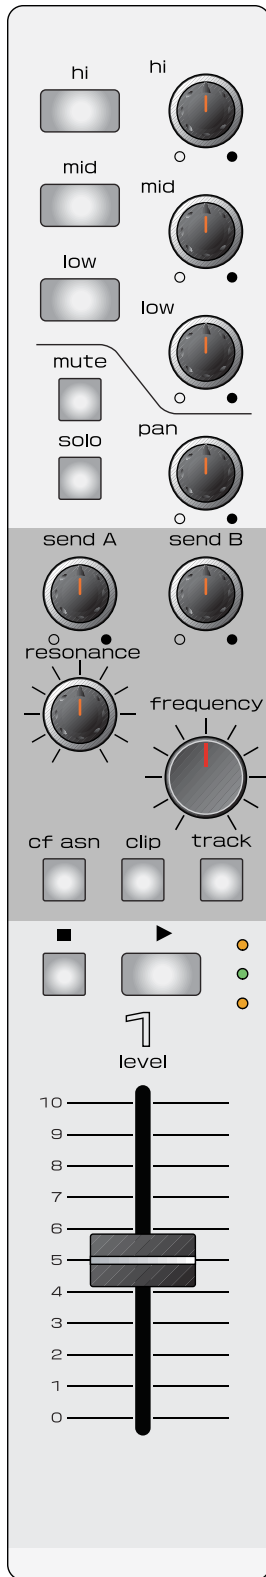 hi
hi
mid
mid
low
low
mute
solo
pan
send A
send B
resonance
frequency
cf asn
clip
track
1
level
10
9
8
7
6
5
4
3
2
1
0